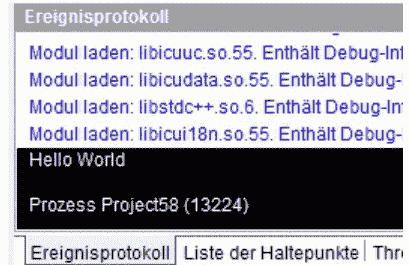 Ereignisprotokoll
Modul laden: libicuuc.so.55. Enthält Debug-Inf
Modul laden: libicudata.so.55. Enthält Debug-
Modul laden: libstdc++.so.6. Enthält Debug-Inf
Modul laden: libicui18n.so.55. Enthält Debug-
Hello World
Prozess Project58 (13224)
Ereignisprotokoll Liste der Haltepunkte Thre